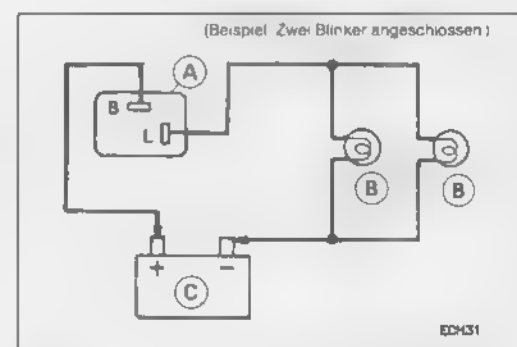 (Beispiel Zwei Blinker angeschlossen)
A
B
L
B
B
+ −
C
ECM31